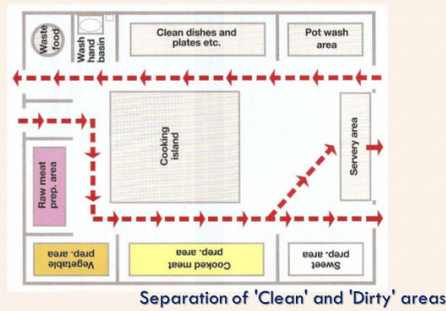 Waste
food
Wash
hand
basin
Clean dishes and
plates etc.
Pot wash
area
Raw meat
prep. area
Cooking
island
Servery area
Vegetable
prep. area
Cooked meat
prep. area
Sweet
prep. area
Separation of 'Clean' and 'Dirty' areas